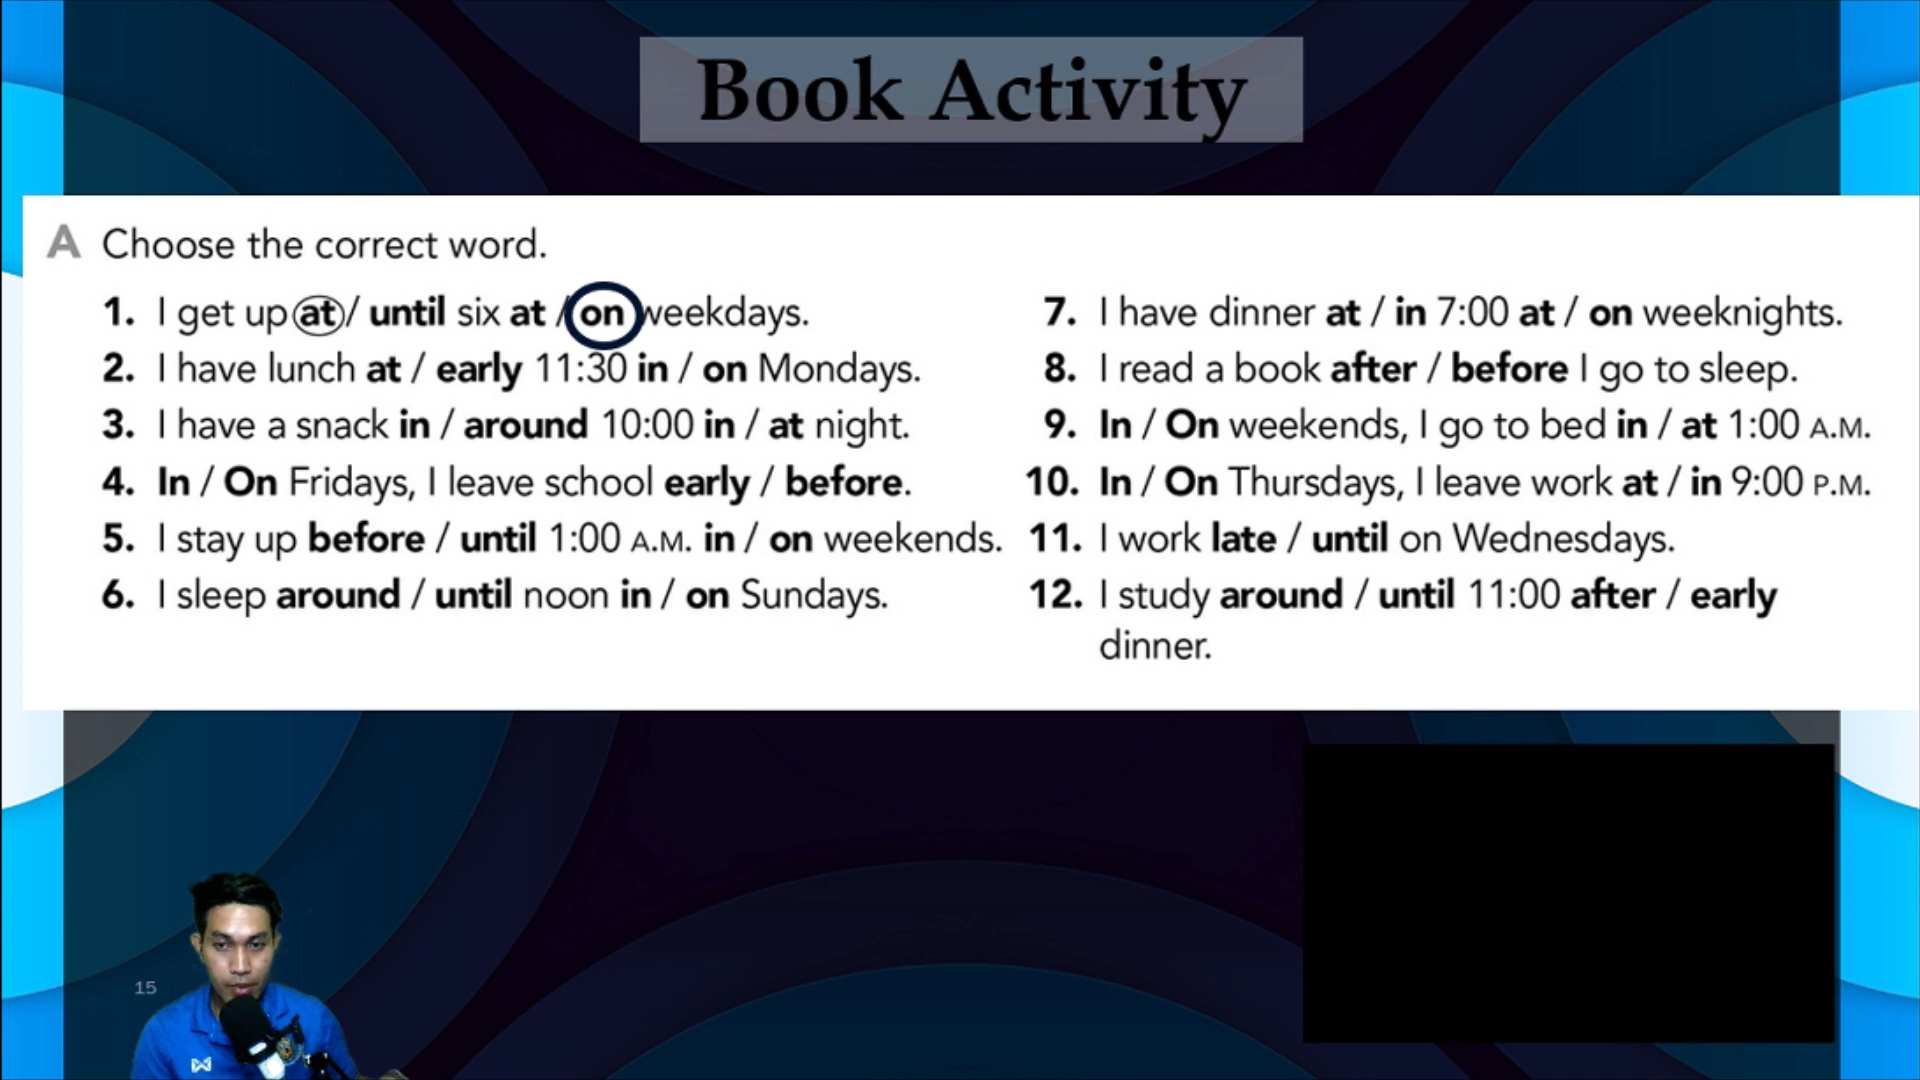 Book Activity
A Choose the correct word.
1. I get up at / until six at / on weekdays.
2. I have lunch at / early 11:30 in / on Mondays.
3. I have a snack in / around 10:00 in / at night.
4. In / On Fridays, I leave school early / before.
5. I stay up before / until 1:00 A.M. in / on weekends.
6. I sleep around / until noon in / on Sundays.
7. I have dinner at / in 7:00 at / on weeknights.
8. I read a book after / before I go to sleep.
9. In / On weekends, I go to bed in / at 1:00 A.M.
10. In / On Thursdays, I leave work at / in 9:00 P.M.
11. I work late / until on Wednesdays.
12. I study around / until 11:00 after / early
dinner.
15